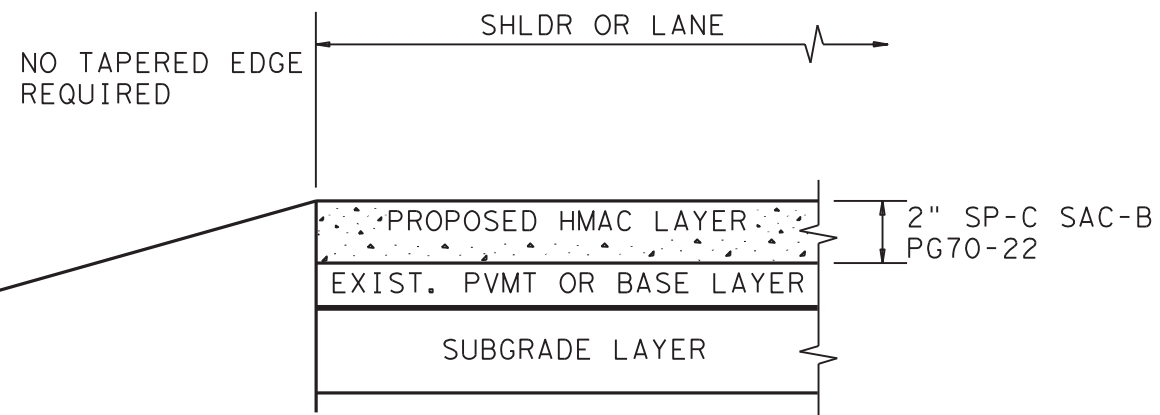 SHLDR OR LANE
NO TAPERED EDGE
REQUIRED
PROPOSED HMAC LAYER
2" SP-C SAC-B
PG70-22
EXIST. PVMT OR BASE LAYER
SUBGRADE LAYER